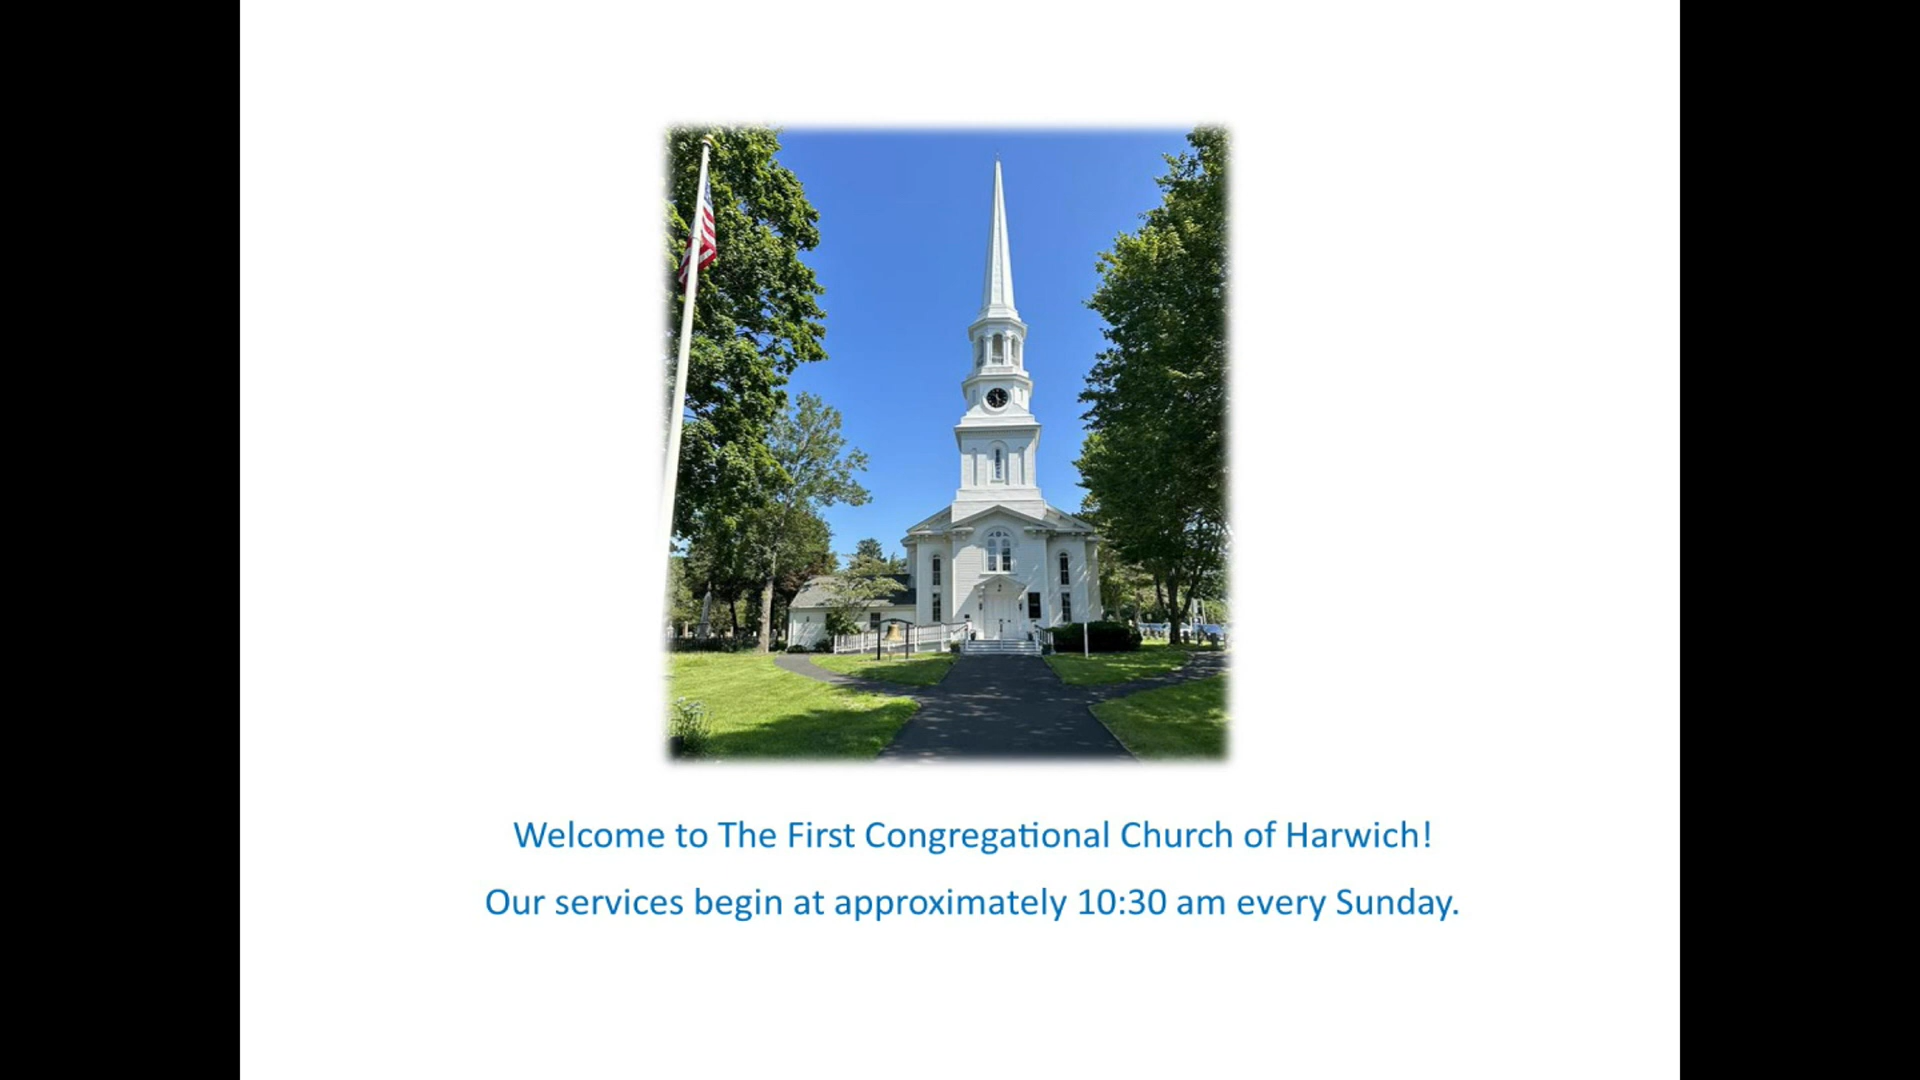 Welcome to The First Congregational Church of Harwich!
Our services begin at approximately 10:30 am every Sunday.